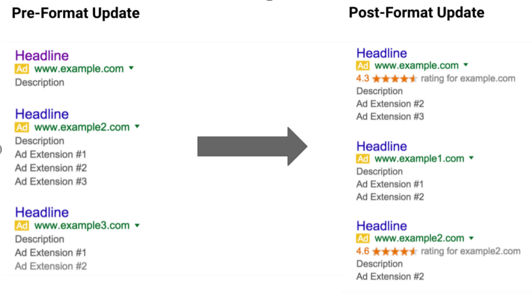 Pre-Format Update
Headline
Ad www.example.com
Description
Headline
Ad www.example2.com
Description
Ad Extension #1
Ad Extension #2
Ad Extension #3
Headline
Ad www.example3.com
Description
Ad Extension #1
Ad Extension #2
Post-Format Update
Headline
Ad www.example.com
4.3 rating for example.com
Description
Ad Extension #2
Ad Extension #3
Headline
Ad www.example1.com
Description
Ad Extension #1
Ad Extension #2
Headline
Ad www.example2.com
4.6 rating for example2.com
Description
Ad Extension #2